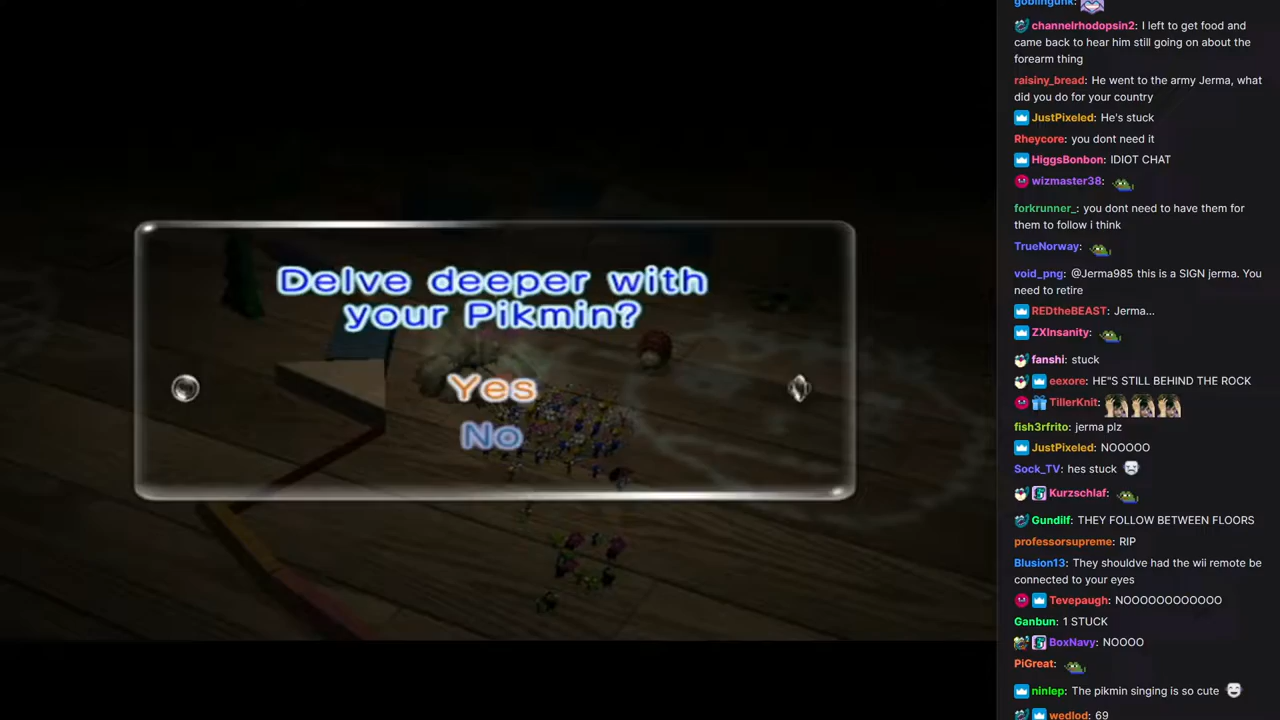 Delve deeper with
your Pikmin?
Yes
No
goblingunk:
channelrhodopsin2: I left to get food and
came back to hear him still going on about the
forearm thing
raisiny_bread: He went to the army Jerma, what
did you do for your country
JustPixeled: He's stuck
Rheycore: you dont need it
HiggsBonbon: IDIOT CHAT
wizmaster38:
forkrunner_: you dont need to have them for
them to follow i think
TrueNorway:
void_png: @Jerma985 this is a SIGN jerma. You
need to retire
REDtheBEAST: Jerma...
ZXInsanity:
fanshi: stuck
eexore: HE"S STILL BEHIND THE ROCK
TillerKnit:
fish3rfrito: jerma plz
JustPixeled: NOOOOO
Sock_TV: hes stuck
Kurzschlaf:
Gundilf: THEY FOLLOW BETWEEN FLOORS
professorsupreme: RIP
Blusion13: They shouldve had the wii remote be
connected to your eyes
Tevepaugh: NOOOOOOOOOOOO
Ganbun: 1 STUCK
BoxNavy: NOOOO
PiGreat:
ninlep: The pikmin singing is so cute
wedlod: 69